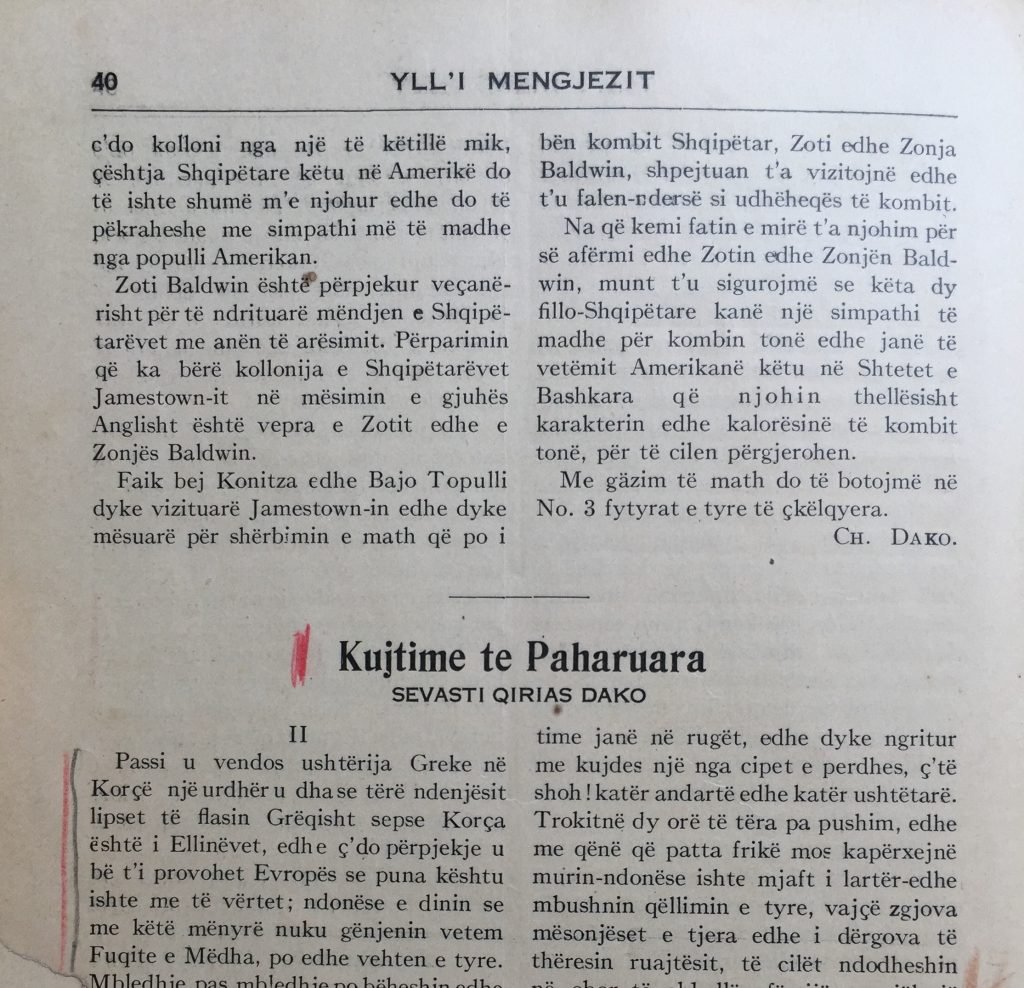 40
YLL'I MENGJEZIT
c'do kolloni nga një të këtillë mik,
çështja Shqipëtare këtu në Amerikë do
të ishte shumë m'e njohur edhe do të
pëkraheshe me simpathi më të madhe
nga populli Amerikan.
Zoti Baldwin është përpjekur veçanë-
risht për të ndrituarë mëndjen e Shqipë-
tarëvet me anën të arësimit. Përparimin
që ka bërë kollonija e Shqipëtarëvet
Jamestown-it në mësimin e gjuhës
Anglisht është vepra e Zotit edhe e
Zonjës Baldwin.
Faik bej Konitza edhe Bajo Topulli
dyke vizituarë Jamestown-in edhe dyke
mësuarë për shërbimin e math që po i
bën kombit Shqipëtar, Zoti edhe Zonja
Baldwin, shpejtuan t'a vizitojnë edhe
t'u falen-ndersë si udhëheqës të kombit.
Na që kemi fatin e mirë t'a njohim për
së afërmi edhe Zotin edhe Zonjën Bald-
win, munt t'u sigurojmë se këta dy
fillo-Shqipëtare kanë një simpathi të
madhe për kombin tonë edhe janë të
vetëmit Amerikanë këtu në Shtetet e
Bashkara që njohin thellësisht
karakterin edhe kalorësinë të kombit
tonë, për të cilen përgjerohen.
Me gäzim të math do të botojmë në
No. 3 fytyrat e tyre të çkëlqyera.
CH. DAKO.
Kujtime te Paharuara
SEVASTI QIRIAS DAKO
II
Passi u vendos ushtërija Greke në
Korçë një urdhër u dha se tërë ndenjësit
lipset të flasin Grëqisht sepse Korça
është i Ellinëvet, edhe ç'do përpjekje u
bë t'i provohet Evropës se puna kështu
ishte me të vërtet; ndonëse e dinin se
me këtë mënyrë nuku gënjenin vetem
Fuqite e Mëdha, po edhe vehten e tyre.
Mbledhje pas mbledhje po bëheshin edhe
time janë në rugët, edhe dyke ngritur
me kujdes një nga cipet e perdhes, ç'të
shoh! katër andartë edhe katër ushtëtarë.
Trokitnë dy orë të tëra pa pushim, edhe
me qënë që patta frikë mos kapërxejnë
murin-ndonëse ishte mjaft i lartër-edhe
mbushnin qëllimin e tyre, vajçë zgjova
mësonjëset e tjera edhe i dërgova të
thëresin ruajtësit, të cilët ndodheshin